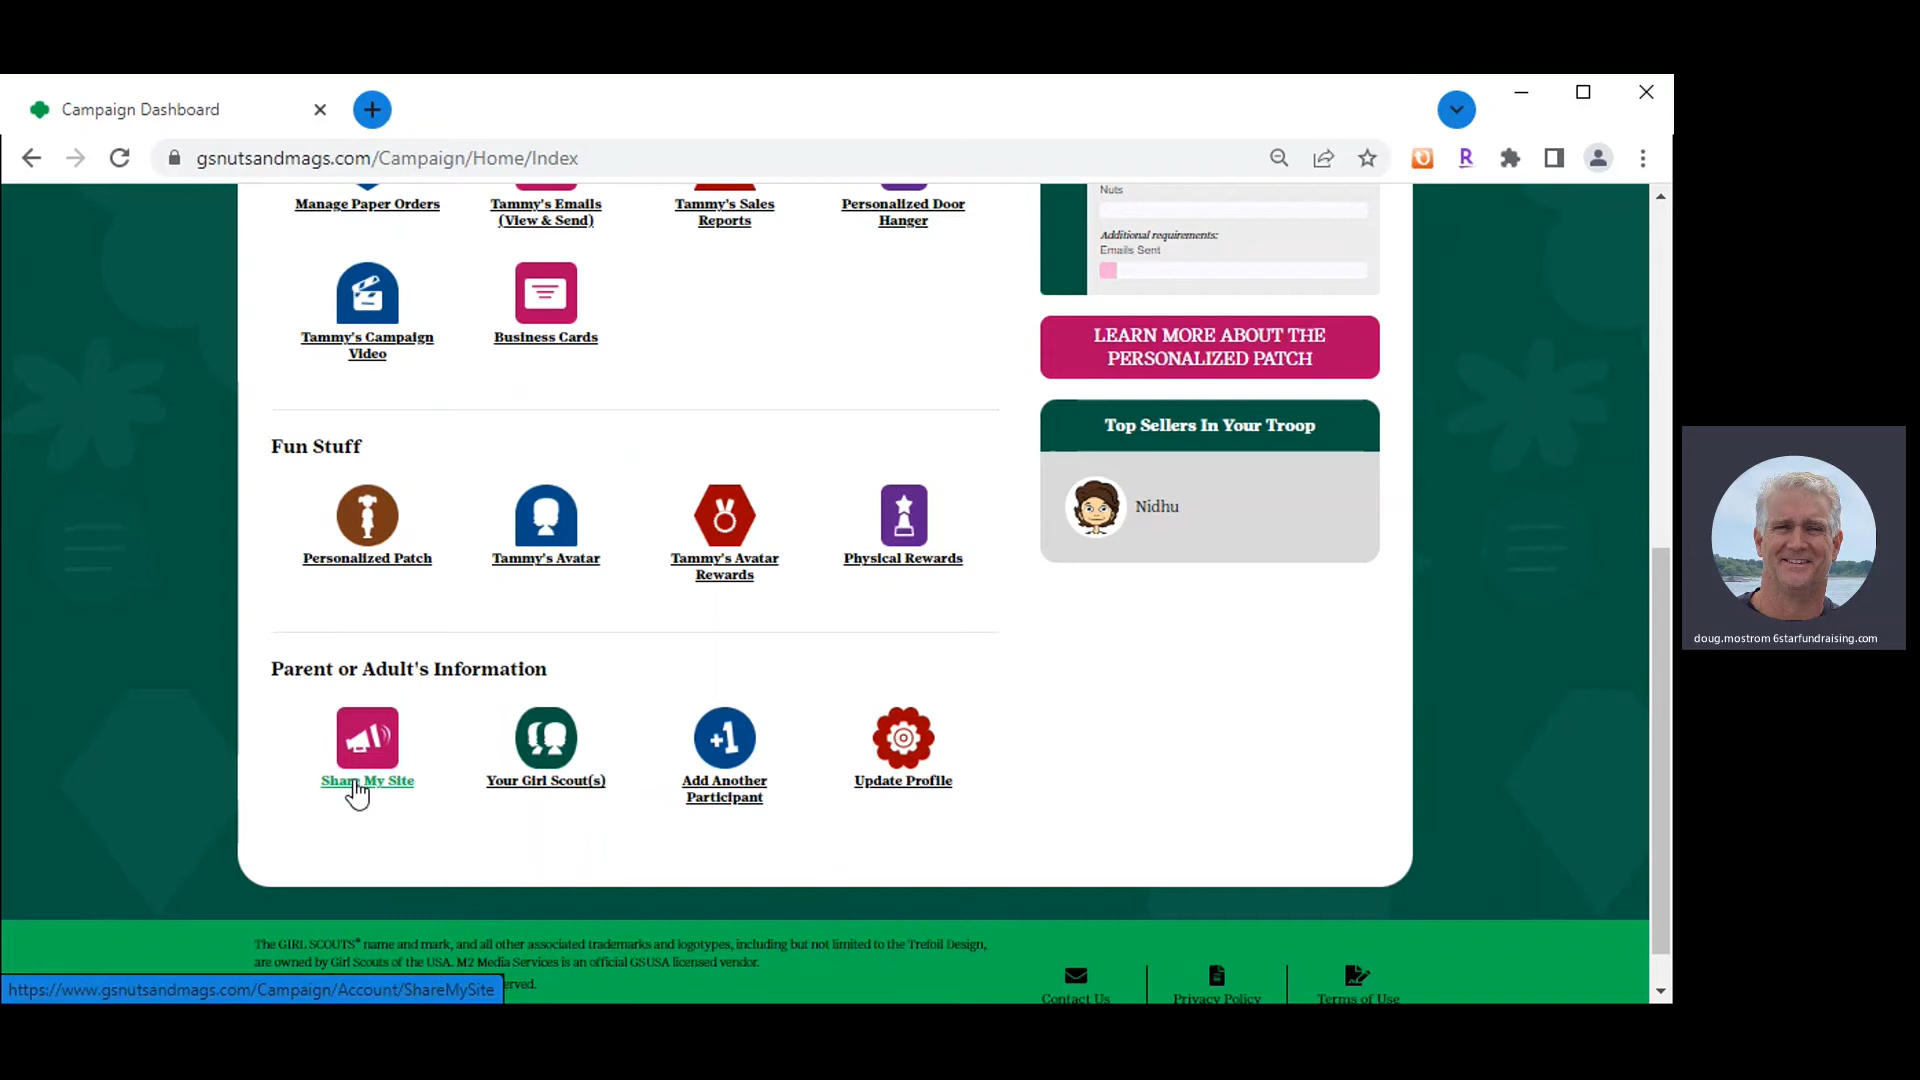 Campaign Dashboard
gsnutsandmags.com/Campaign/Home/Index
Manage Paper Orders
Tammy's Emails
(View & Send)
Tammy's Sales
Reports
Personalized Door
Hanger
Nuts
Additional requirements:
Emails Sent
Tammy's Campaign
Video
Business Cards
LEARN MORE ABOUT THE
PERSONALIZED PATCH
Top Sellers In Your Troop
Nidhu
Fun Stuff
Personalized Patch
Tammy's Avatar
Tammy's Avatar
Rewards
Physical Rewards
doug.mostrom 6starfundraising.com
Parent or Adult's Information
+1
Share My Site
Your Girl Scout(s)
Add Another
Participant
Update Profile
The GIRL SCOUTS® name and mark, and all other associated trademarks and logotypes, including but not limited to the Trefoil Design,
are owned by Girl Scouts of the USA. M2 Media Services is an official GSUSA licensed vendor.
erved.
https://www.gsnutsandmags.com/Campaign/Account/ShareMySite
Contact Us
Privacy Policy
Terms of Use